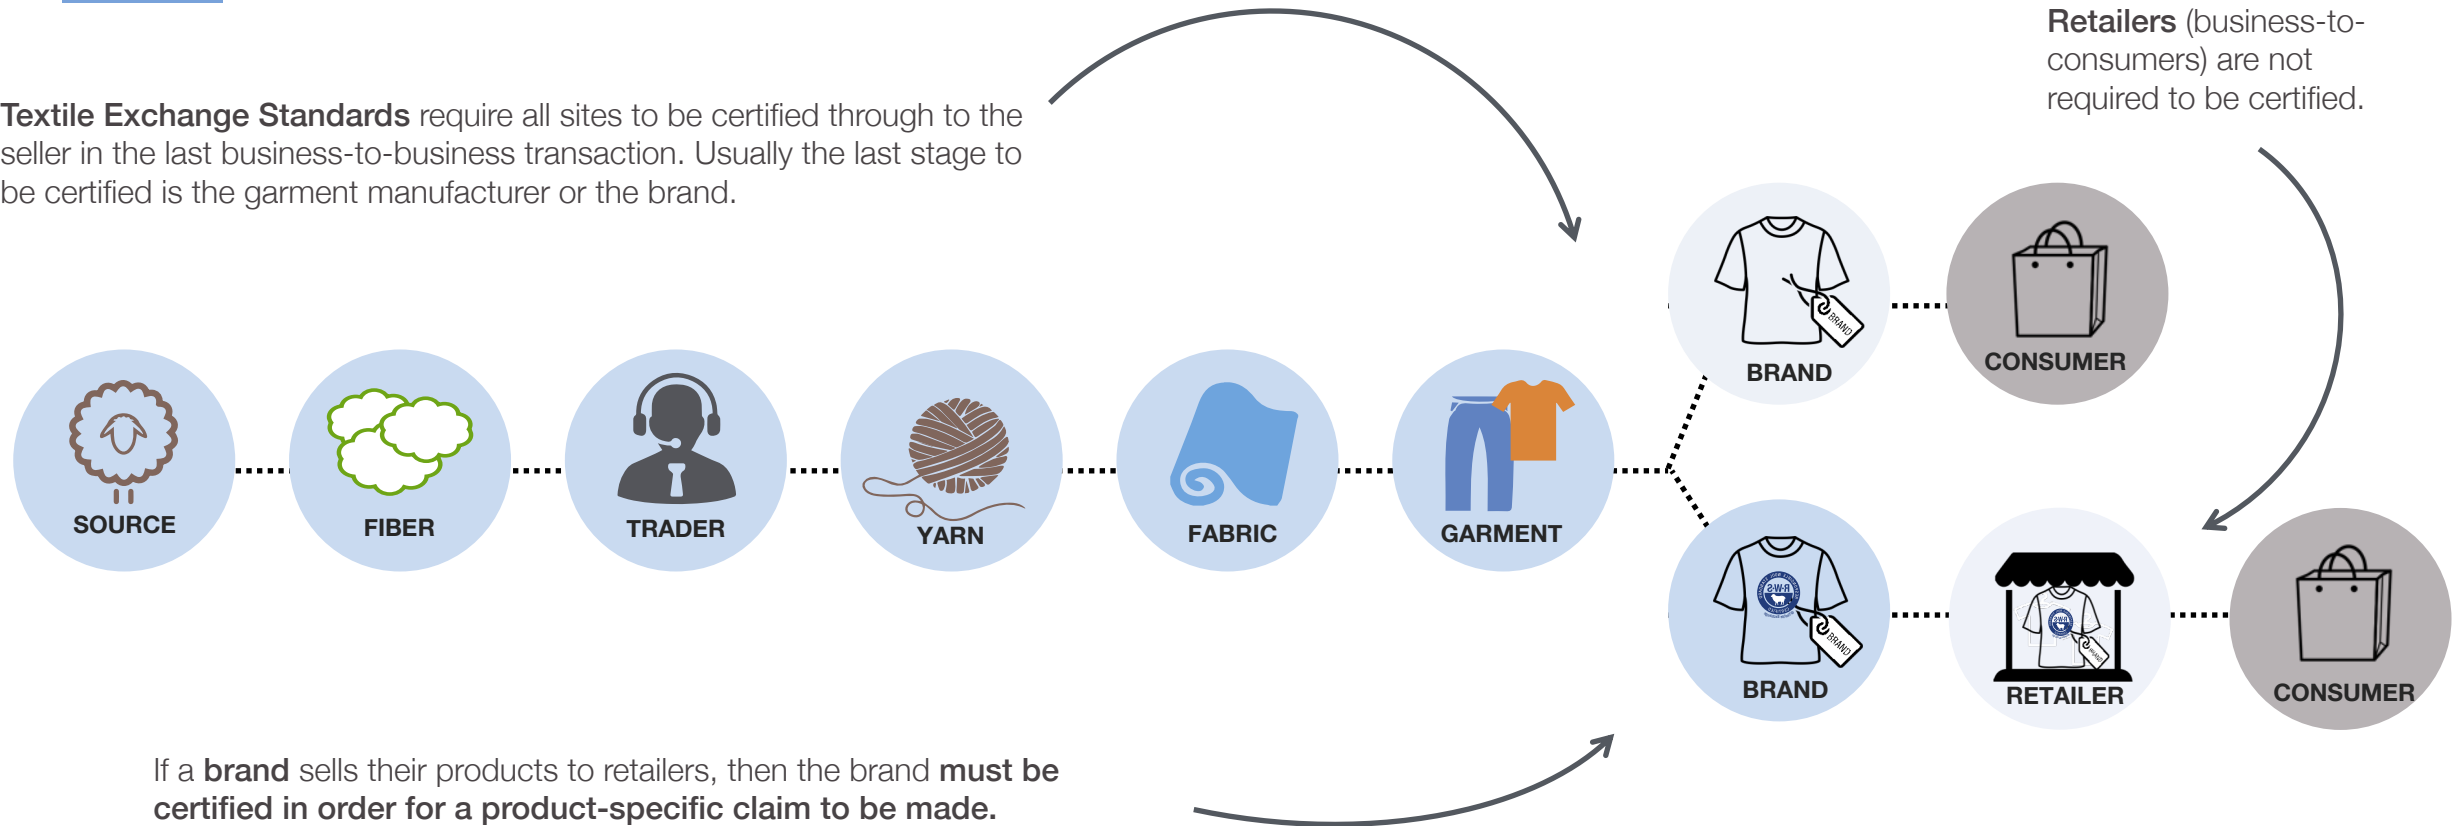 Retailers (business-to-
consumers) are not
required to be certified.
Textile Exchange Standards require all sites to be certified through to the
seller in the last business-to-business transaction. Usually the last stage to
be certified is the garment manufacturer or the brand.
BRAND
BRAND
CONSUMER
SOURCE
FIBER
TRADER
YARN
FABRIC
GARMENT
R·W·S
BRAND
BRAND
BRAND
RETAILER
CONSUMER
If a brand sells their products to retailers, then the brand must be
certified in order for a product-specific claim to be made.